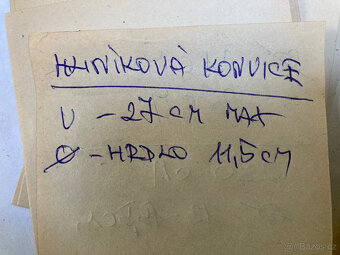 HLINÍKOVÁ KONVICE
V - 27 CM MAX
Ø - HRDLO 11,5 CM